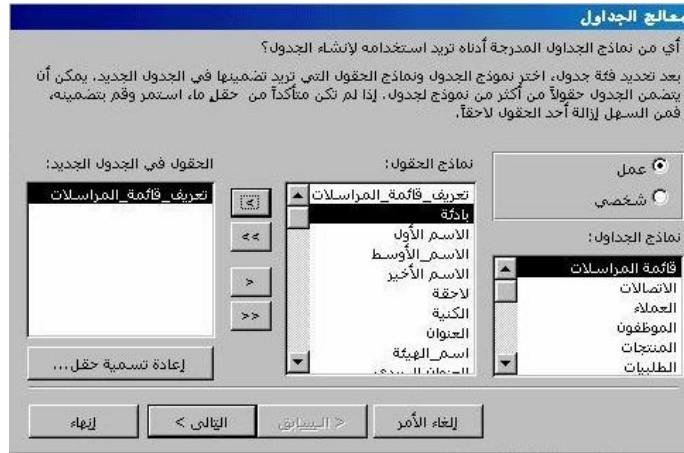 معالج الجداول
أي من نماذج الجداول المدرجة أدناه تريد استخدامه لإنشاء الجدول؟
بعد تحديد فئة جدول، اختر نموذج الجدول ونماذج الحقول التي تريد تضمينها في الجدول الجديد. يمكن أن
يتضمن الجدول حقولاً من أكثر من نموذج لجدول. إذا لم تكن متأكداً من حقل ما، استمر وقم بتضمينه،
فمن السهل إزالة أحد الحقول لاحقاً.
عمل
شخصي
نماذج الجداول:
قائمة المراسلات
الاتصالات
العملاء
الموظفون
المنتجات
الطلبيات
نماذج الحقول:
تعريف_قائمة_المراسلات
بادئة
الاسم الأول
الاسم_الأوسط
الاسم الأخير
لاحقة
الكنية
العنوان
اسم_الهيئة
>
>>
<
<<
الحقول في الجدول الجديد:
تعريف_قائمة_المراسلات
إعادة تسمية حقل...
إلغاء الأمر
< السابق
التالي >
إنهاء